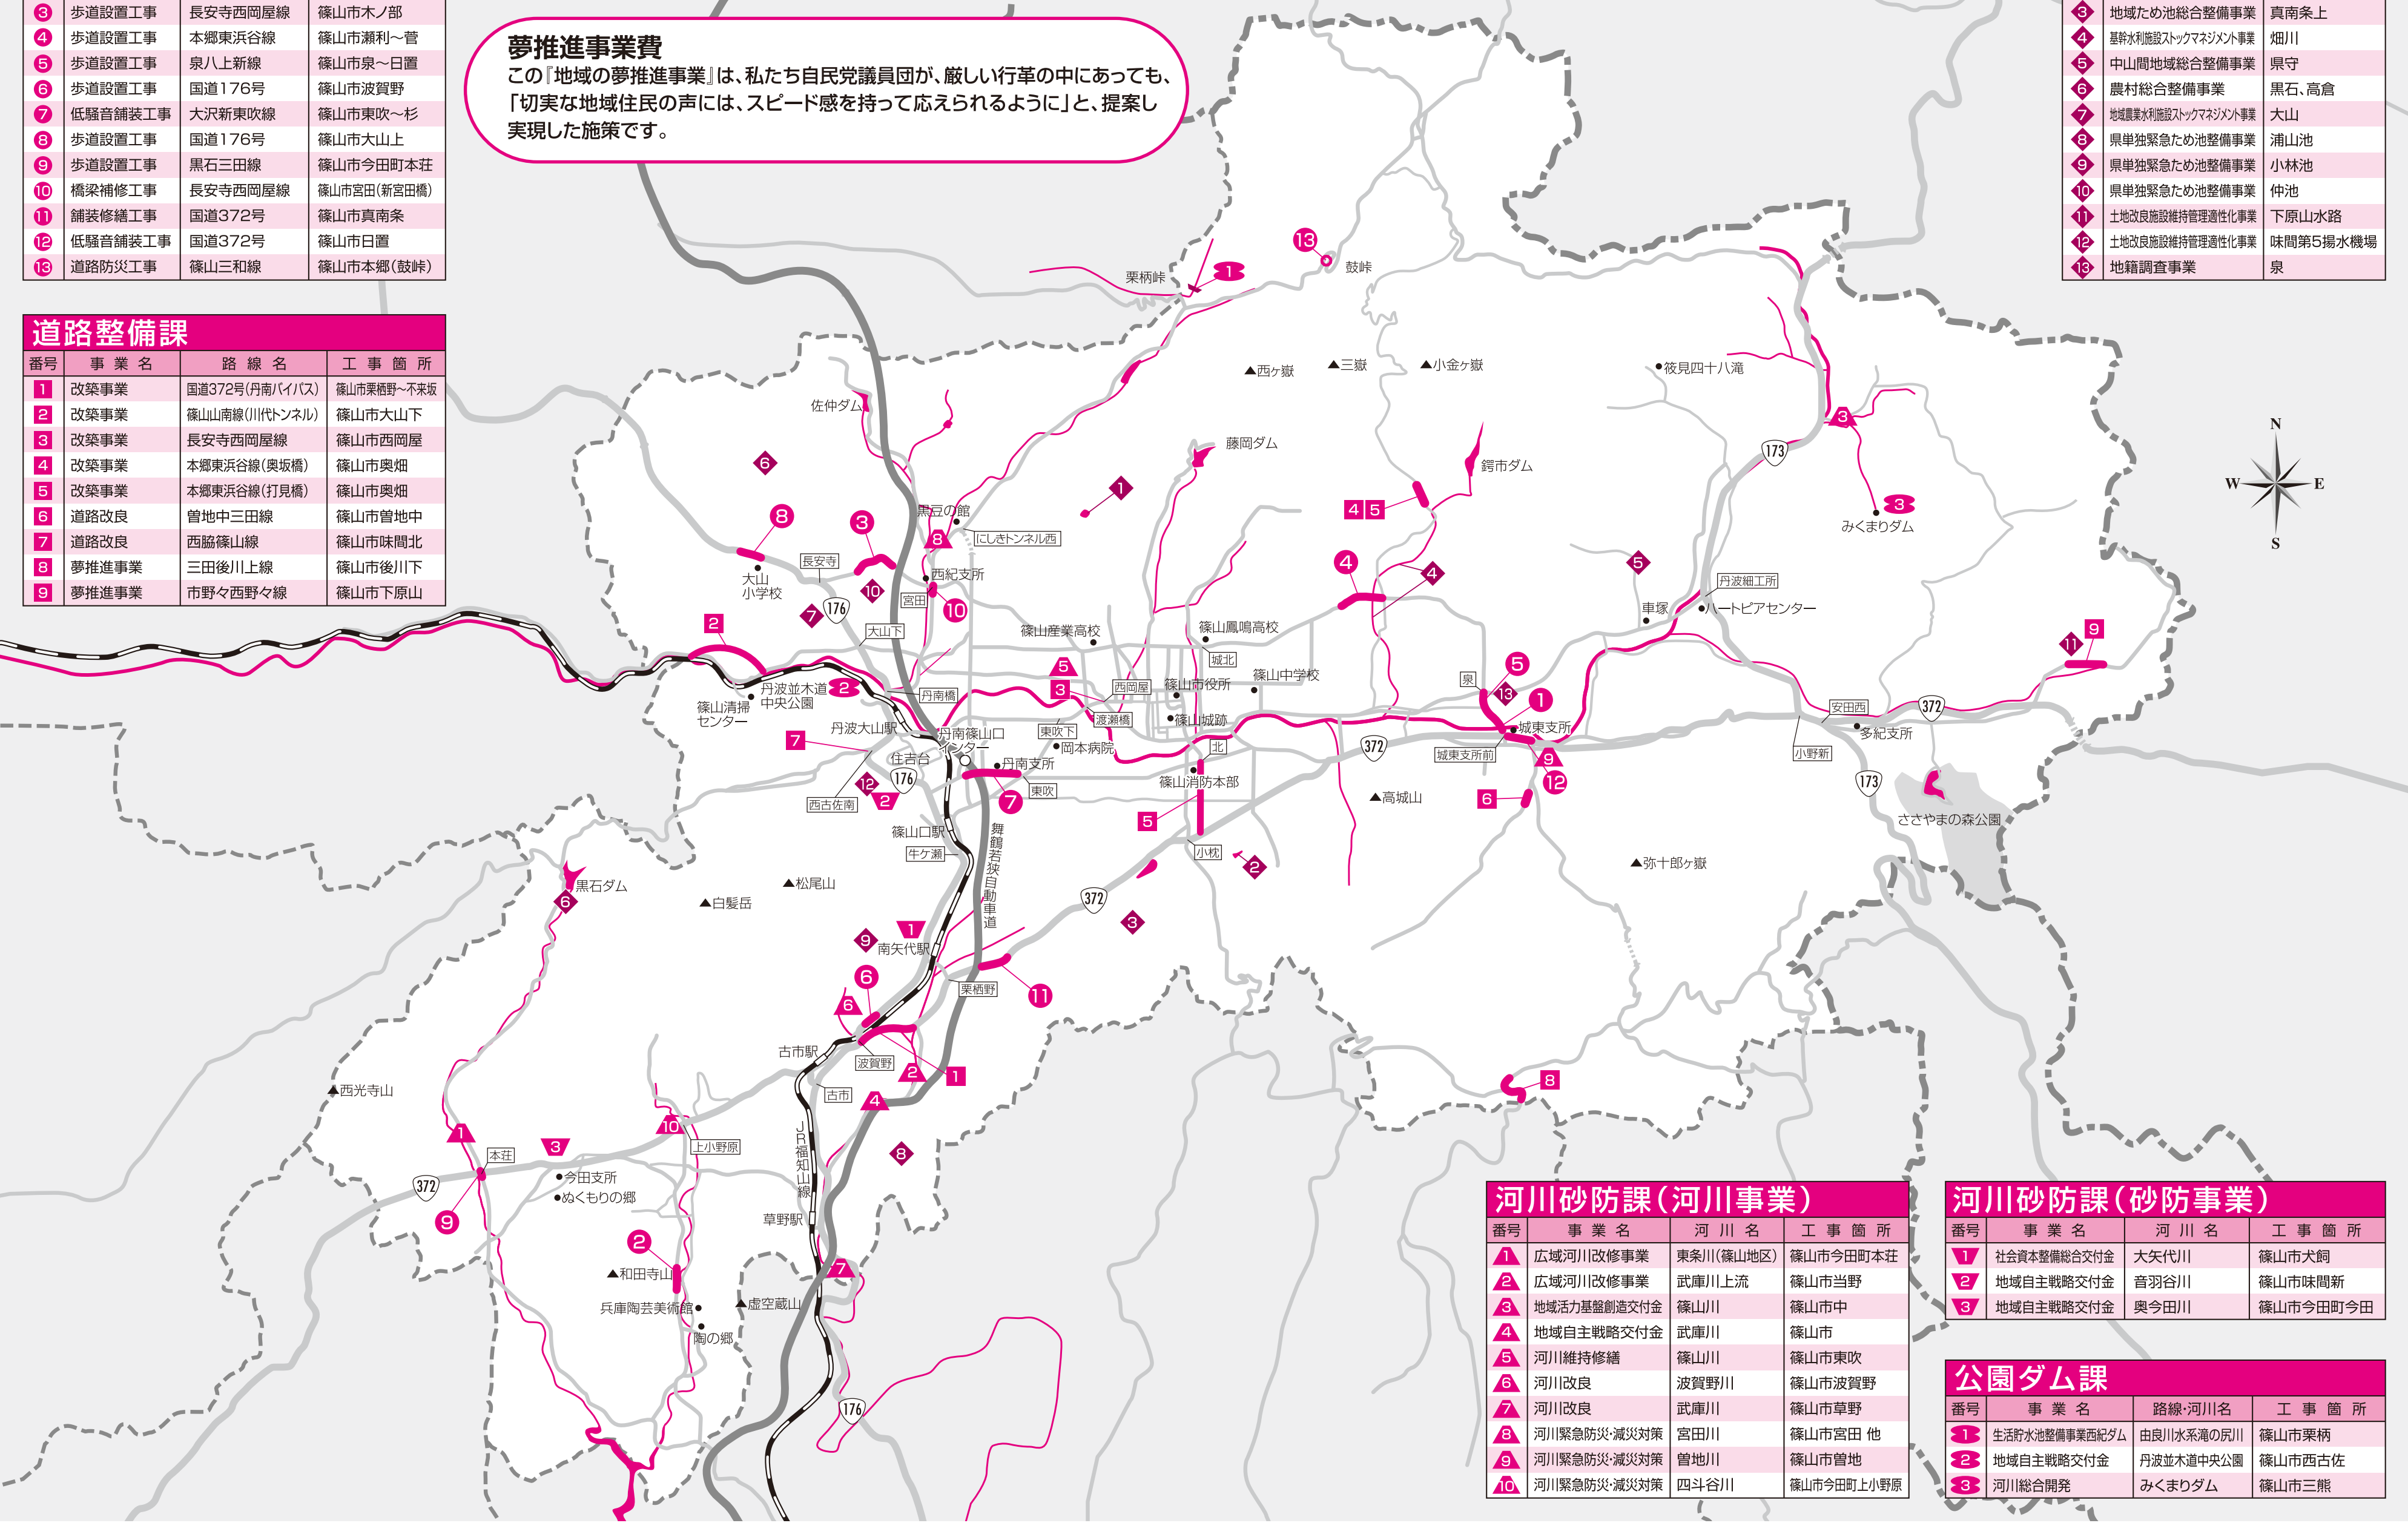 3 歩道設置工事 長安寺西岡屋線 篠山市木ノ部
4 歩道設置工事 本郷東浜谷線 篠山市瀬利〜菅
5 歩道設置工事 泉八上新線 篠山市泉〜日置
6 歩道設置工事 国道176号 篠山市波賀野
7 低騒音舗装工事 大沢新東吹線 篠山市東吹〜杉
8 歩道設置工事 国道176号 篠山市大山上
9 歩道設置工事 黒石三田線 篠山市今田町本荘
10 橋梁補修工事 長安寺西岡屋線 篠山市宮田(新宮田橋)
11 舗装修繕工事 国道372号 篠山市真南条
12 低騒音舗装工事 国道372号 篠山市日置
13 道路防災工事 篠山三和線 篠山市本郷(鼓峠)
道路整備課
番号 事業名 路線名 工事箇所
1 改築事業 国道372号(丹南バイパス) 篠山市栗栖野〜不来坂
2 改築事業 篠山山南線(川代トンネル) 篠山市大山下
3 改築事業 長安寺西岡屋線 篠山市西岡屋
4 改築事業 本郷東浜谷線(奥坂橋) 篠山市奥畑
5 改築事業 本郷東浜谷線(打見橋) 篠山市奥畑
6 道路改良 曽地中三田線 篠山市曽地中
7 道路改良 西脇篠山線 篠山市味間北
8 夢推進事業 三田後川上線 篠山市後川下
9 夢推進事業 市野々西野々線 篠山市下原山
夢推進事業費
この『地域の夢推進事業』は、私たち自民党議員団が、厳しい行革の中にあっても、
「切実な地域住民の声には、スピード感を持って応えられるように」と、提案し
実現した施策です。
3 地域ため池総合整備事業 真南条上
4 基幹水利施設ストックマネジメント事業 畑川
5 中山間地域総合整備事業 県守
6 農村総合整備事業 黒石、高倉
7 地域農業水利施設ストックマネジメント事業 大山
8 県単独緊急ため池整備事業 浦山池
9 県単独緊急ため池整備事業 小林池
10 県単独緊急ため池整備事業 仲池
11 土地改良施設維持管理適性化事業 下原山水路
12 土地改良施設維持管理適性化事業 味間第5揚水機場
13 地籍調査事業 泉
13
鼓峠
栗柄峠
1
▲西ヶ嶽
▲三嶽
▲小金ヶ嶽
筱見四十八滝
佐仲ダム
3
N
W E
S
藤岡ダム
173
鍔市ダム
6
1
4 5
3
みくまりダム
8
3
黒豆の館
8
にしきトンネル西
長安寺
大山
小学校
西紀支所
4
4
5
丹波細工所
10
宮田
10
7
176
車塚
ハートピアセンター
2
大山下
篠山産業高校
篠山鳳鳴高校
城北
11
9
5
3
西岡屋
篠山市役所
篠山中学校
泉
5
13
1
丹波並木道
中央公園
2
丹南橋
篠山清掃
センター
渡瀬橋
篠山城跡
安田西
372
丹波大山駅
丹南篠山口
インター
東吹下
岡本病院
北
372
城東支所
城東支所前
9
多紀支所
小野新
7
住吉台
176
丹南支所
篠山消防本部
12
173
12
2
西古佐南
7
東吹
▲高城山
6
ささやまの森公園
篠山口駅
5
牛ケ瀬
舞鶴若狭自動車道
小枕
2
▲弥十郎ヶ嶽
黒石ダム
6
▲松尾山
▲白髪岳
372
3
9
1
南矢代駅
6
6
栗栖野
11
古市駅
波賀野
2
1
▲西光寺山
古市
4
8
1
10
上小野原
3
JR福知山線
8
本荘
372
今田支所
ぬくもりの郷
9
草野駅
2
7
▲和田寺山
兵庫陶芸美術館
▲虚空蔵山
陶の郷
176
河川砂防課(河川事業)
番号 事業名 河川名 工事箇所
1 広域河川改修事業 東条川(篠山地区) 篠山市今田町本荘
2 広域河川改修事業 武庫川上流 篠山市当野
3 地域活力基盤創造交付金 篠山川 篠山市中
4 地域自主戦略交付金 武庫川 篠山市
5 河川維持修繕 篠山川 篠山市東吹
6 河川改良 波賀野川 篠山市波賀野
7 河川改良 武庫川 篠山市草野
8 河川緊急防災・減災対策 宮田川 篠山市宮田 他
9 河川緊急防災・減災対策 曽地川 篠山市曽地
10 河川緊急防災・減災対策 四斗谷川 篠山市今田町上小野原
河川砂防課(砂防事業)
番号 事業名 河川名 工事箇所
1 社会資本整備総合交付金 大矢代川 篠山市犬飼
2 地域自主戦略交付金 音羽谷川 篠山市味間新
3 地域自主戦略交付金 奥今田川 篠山市今田町今田
公園ダム課
番号 事業名 路線・河川名 工事箇所
1 生活貯水池整備事業西紀ダム 由良川水系滝の尻川 篠山市栗柄
2 地域自主戦略交付金 丹波並木道中央公園 篠山市西古佐
3 河川総合開発 みくまりダム 篠山市三熊